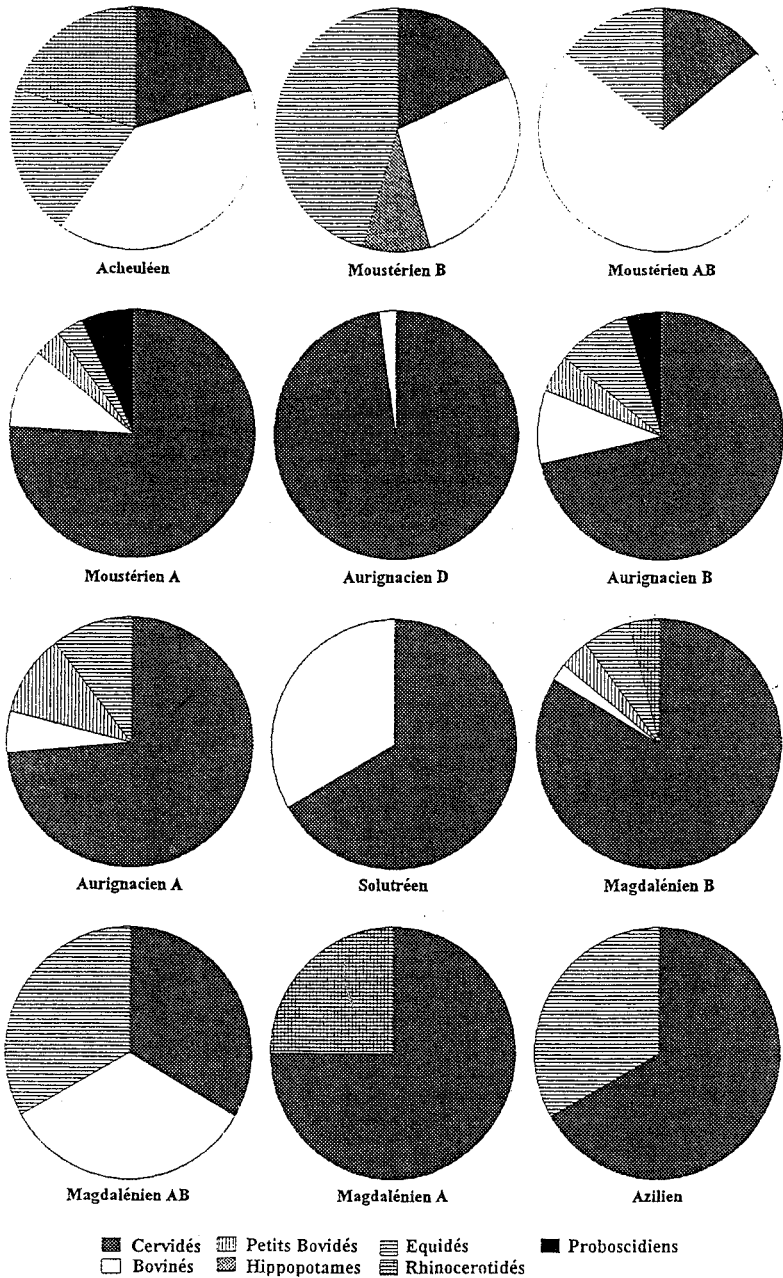 Acheuléen
Moustérien B
Moustérien AB
Moustérien A
Aurignacien D
Aurignacien B
Aurignacien A
Solutréen
Magdalénien B
Magdalénien AB
Magdalénien A
Azilien
Cervidés
Petits Bovidés
Equidés
Proboscidiens
Bovinés
Hippopotames
Rhinocerotidés